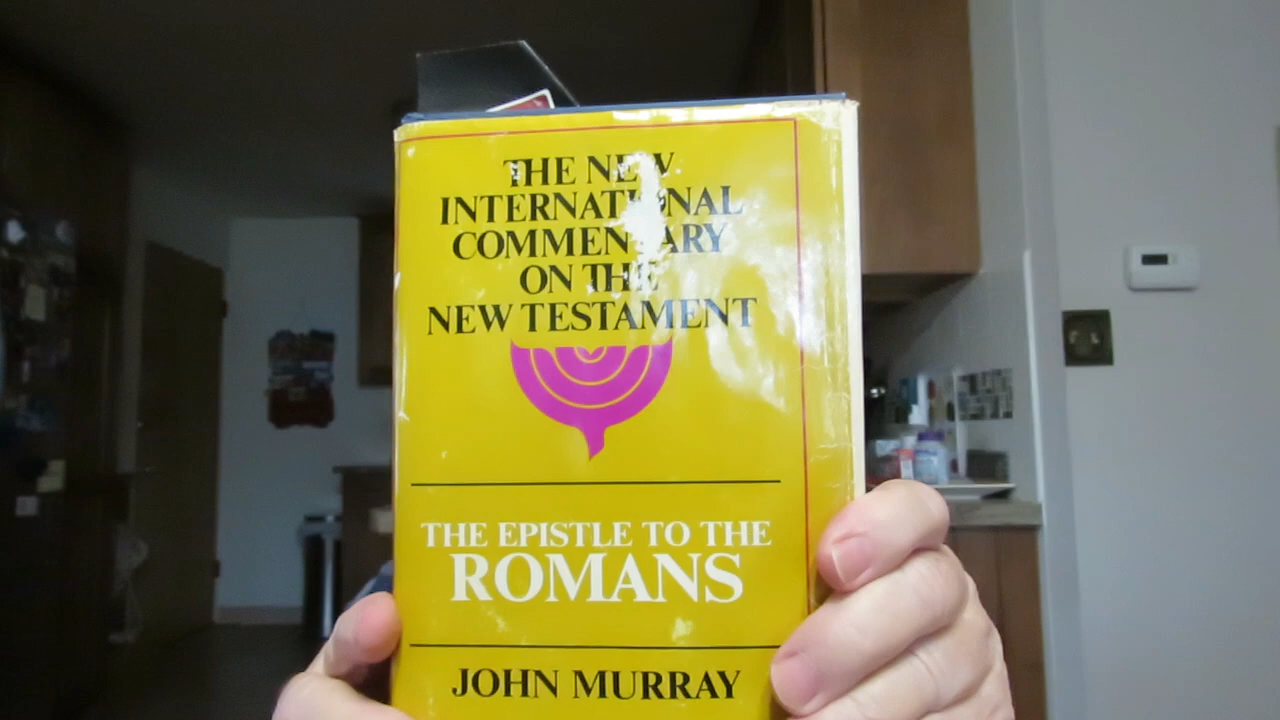 THE NEW
INTERNATIONAL
COMMENTARY
ON THE
NEW TESTAMENT
THE EPISTLE TO THE
ROMANS
JOHN MURRAY